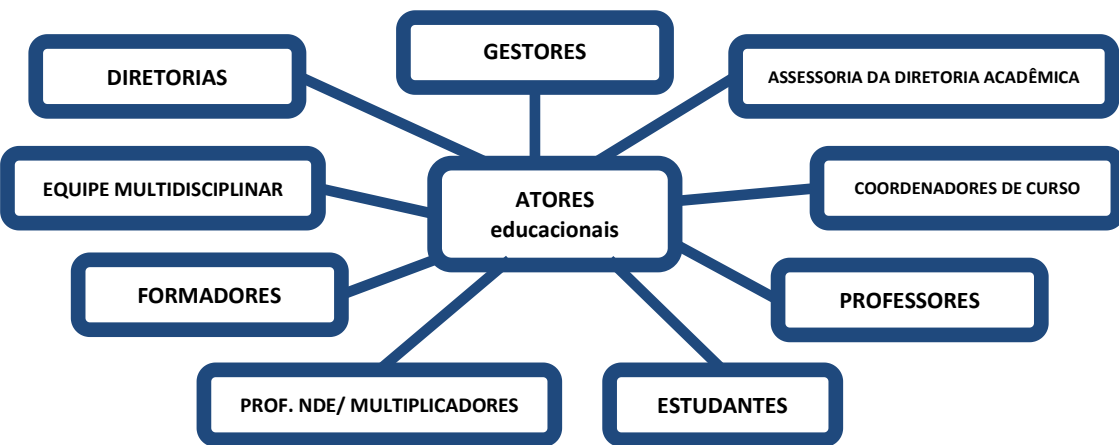 GESTORES
DIRETORIAS
ASSESSORIA DA DIRETORIA ACADÊMICA
EQUIPE MULTIDISCIPLINAR
COORDENADORES DE CURSO
ATORES
educacionais
FORMADORES
PROFESSORES
PROF. NDE/ MULTIPLICADORES
ESTUDANTES